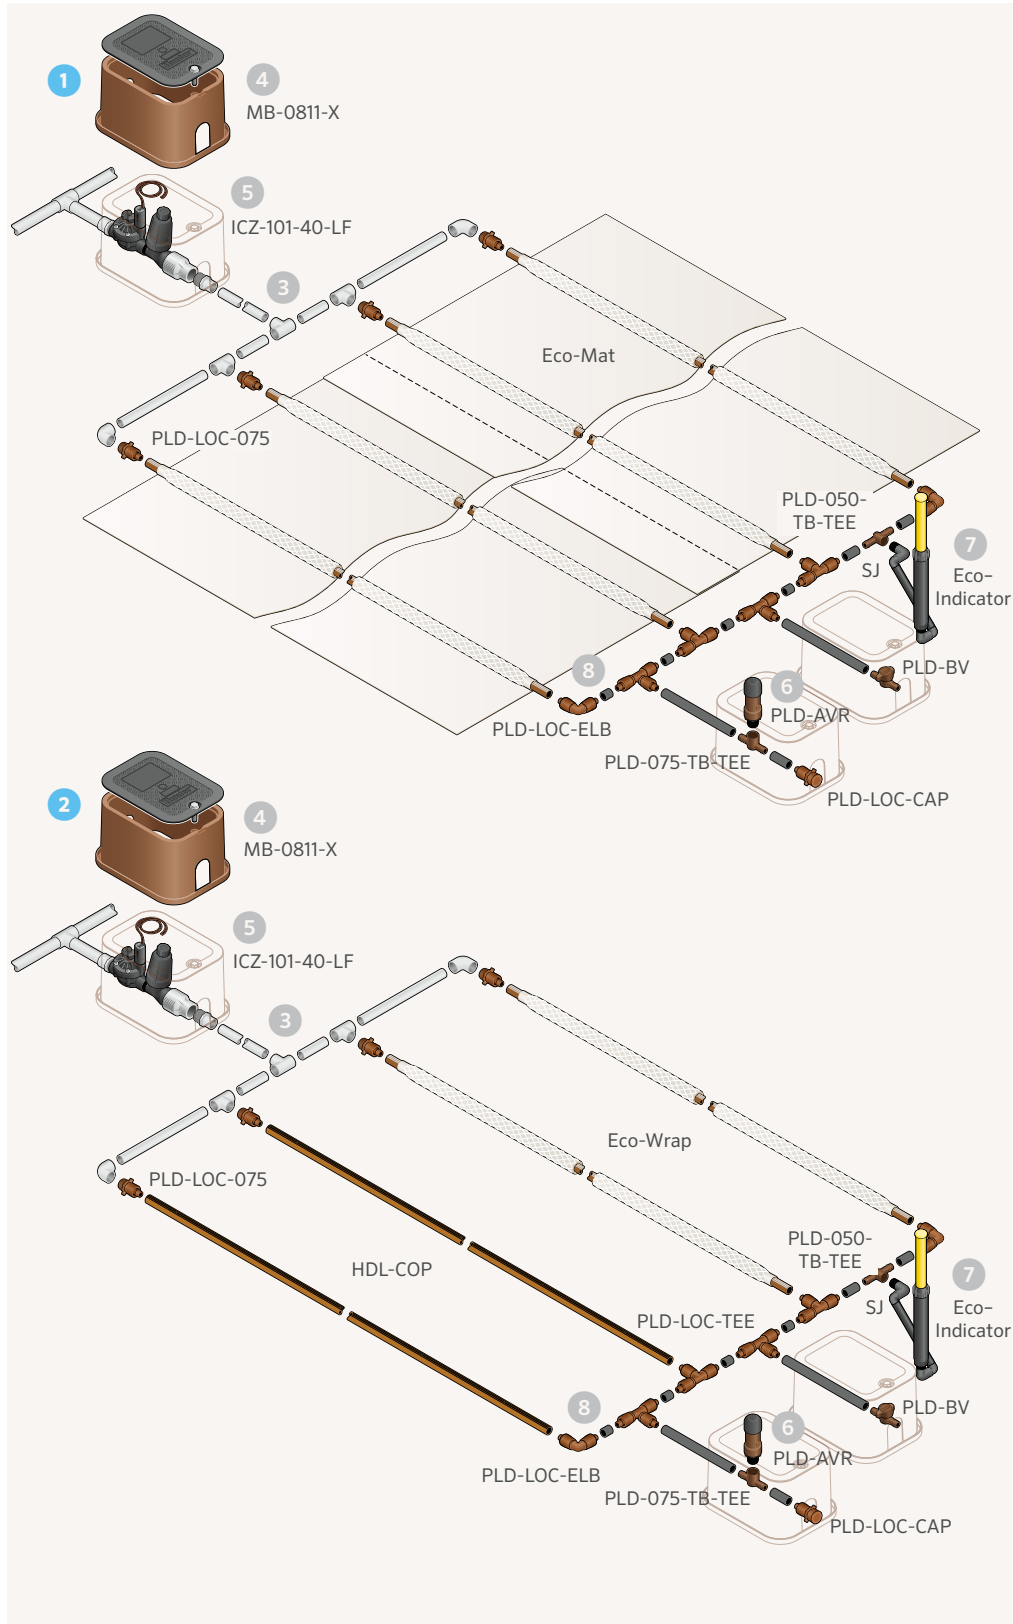 1
4
MB-0811-X
5
ICZ-101-40-LF
3
Eco-Mat
PLD-LOC-075
PLD-050-
TB-TEE
7
SJ
Eco-
Indicator
8
PLD-BV
6
PLD-AVR
PLD-LOC-ELB
PLD-075-TB-TEE
PLD-LOC-CAP
2
4
MB-0811-X
5
ICZ-101-40-LF
3
Eco-Wrap
PLD-LOC-075
PLD-050-
TB-TEE
HDL-COP
7
SJ
Eco-
Indicator
PLD-LOC-TEE
8
PLD-BV
6
PLD-AVR
PLD-LOC-ELB
PLD-075-TB-TEE
PLD-LOC-CAP